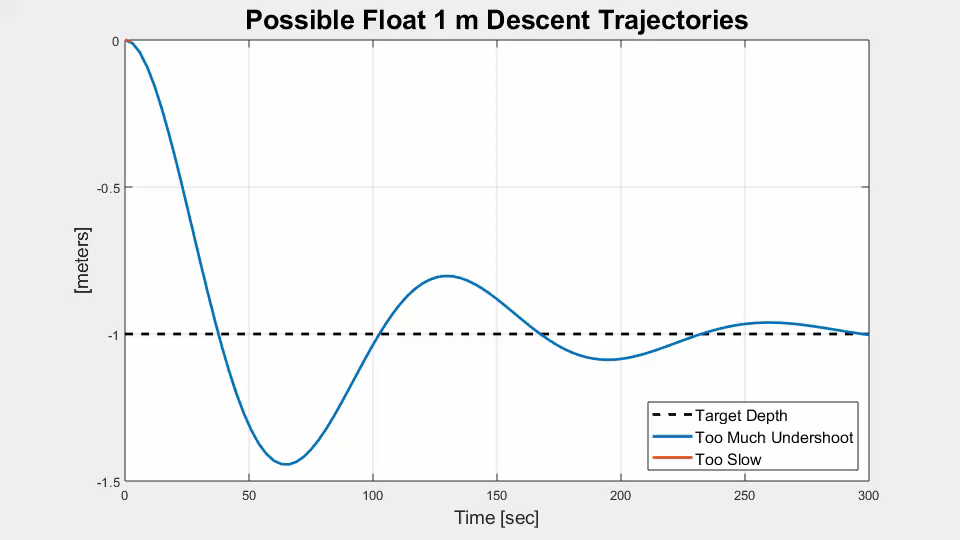 Possible Float 1 m Descent Trajectories
0
-0.5
-1
-1.5
[meters]
0 50 100 150 200 250 300
Time [sec]
Target Depth
Too Much Undershoot
Too Slow